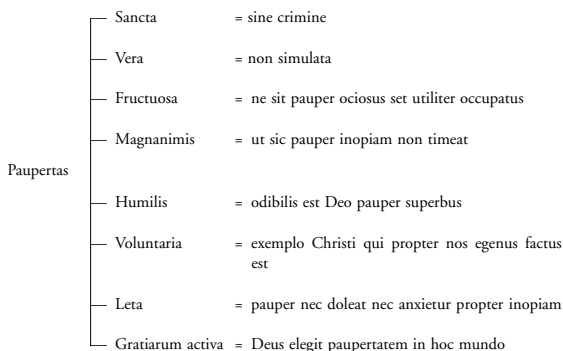 Sancta = sine crimine
Vera = non simulata
Fructuosa = ne sit pauper ociosus set utiliter occupatus
Magnanimis = ut sic pauper inopiam non timeat
Paupertas
Humilis = odibilis est Deo pauper superbus
Voluntaria = exemplo Christi qui propter nos egenus factus
est
Leta = pauper nec doleat nec anxietur propter inopiam
Gratiarum activa = Deus elegit paupertatem in hoc mundo